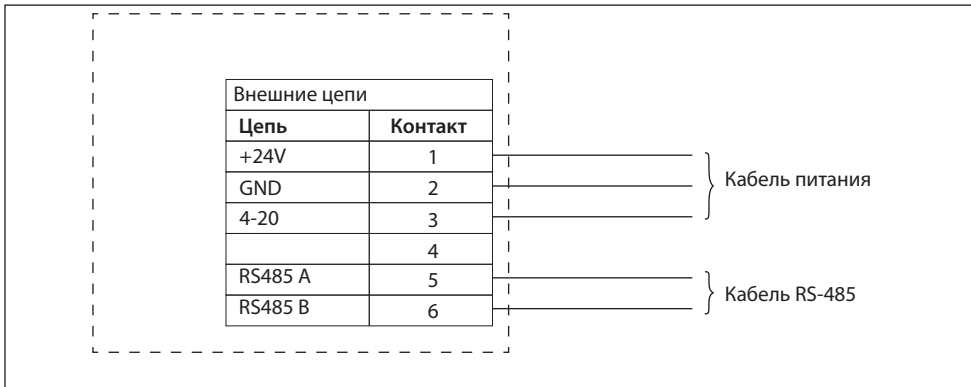 Внешние цепи
Цепь Контакт
+24V 1
GND 2
4-20 3
4
RS485 A 5
RS485 B 6
Кабель питания
Кабель RS-485